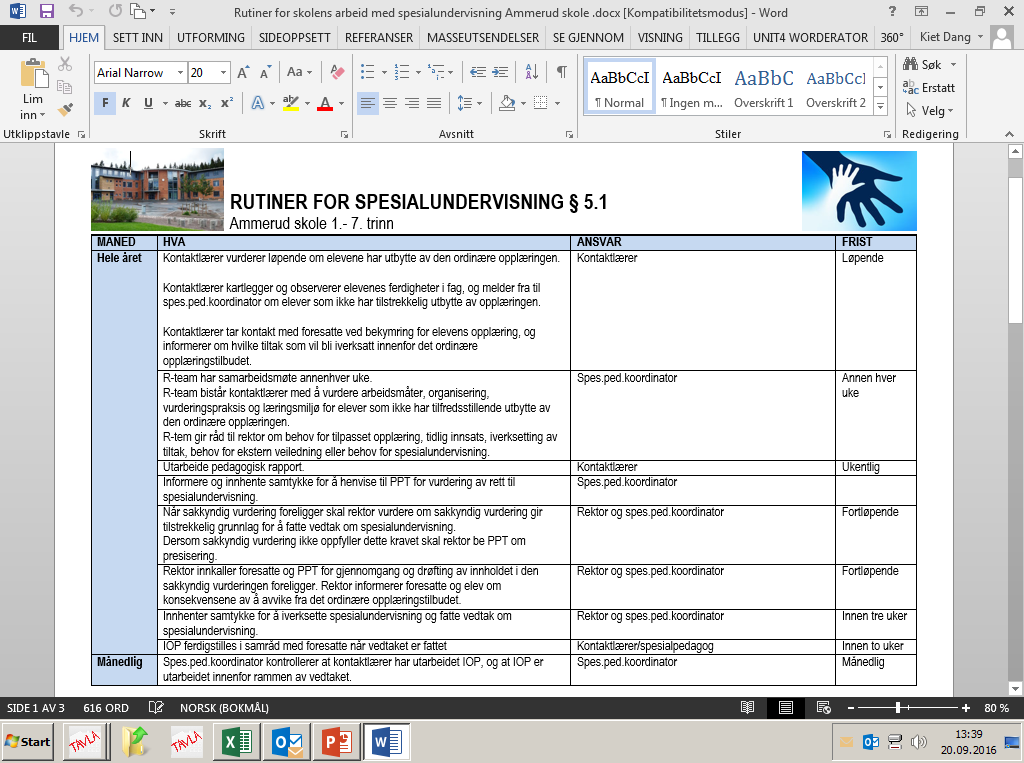 Rutiner for skolens arbeid med spesialundervisning Ammerud skole .docx [Kompatibilitetsmodus] - Word
FIL HJEM SETT INN UTFORMING SIDEOPPSETT REFERANSER MASSEUTSENDELSER SE GJENNOM VISNING TILLEGG UNIT4 WORDERATOR 360° Kiet Dang
Lim
inn
Arial Narrow 20
Aa
F K U abc x₂ x² A ab A
AaBbCcI AaBbCcI AaBbC AaBbCcI
¶ Normal ¶ Ingen m... Overskrift 1 Overskrift 2
Søk
Erstatt
Velg
Utklippstavle Skrift Avsnitt Stiler Redigering
RUTINER FOR SPESIALUNDERVISNING § 5.1
Ammerud skole 1.- 7. trinn
MÅNED HVA ANSVAR FRIST
Hele året Kontaktlærer vurderer løpende om elevene har utbytte av den ordinære opplæringen. Kontaktlærer Løpende
Kontaktlærer kartlegger og observerer elevenes ferdigheter i fag, og melder fra til
spes.ped.koordinator om elever som ikke har tilstrekkelig utbytte av opplæringen.
Kontaktlærer tar kontakt med foresatte ved bekymring for elevens opplæring, og
informerer om hvilke tiltak som vil bli iverksatt innenfor det ordinære
opplæringstilbudet.
R-team har samarbeidsmøte annenhver uke. Spes.ped.koordinator Annen hver
R-team bistår kontaktlærer med å vurdere arbeidsmåter, organisering, uke
vurderingspraksis og læringsmiljø for elever som ikke har tilfredsstillende utbytte av
den ordinære opplæringen.
R-tem gir råd til rektor om behov for tilpasset opplæring, tidlig innsats, iverksetting av
tiltak, behov for ekstern veiledning eller behov for spesialundervisning.
Utarbeide pedagogisk rapport. Kontaktlærer Ukentlig
Informere og innhente samtykke for å henvise til PPT for vurdering av rett til Spes.ped.koordinator
spesialundervisning.
Når sakkyndig vurdering foreligger skal rektor vurdere om sakkyndig vurdering gir Rektor og spes.ped.koordinator Fortløpende
tilstrekkelig grunnlag for å fatte vedtak om spesialundervisning.
Dersom sakkyndig vurdering ikke oppfyller dette kravet skal rektor be PPT om
presisering.
Rektor innkaller foresatte og PPT for gjennomgang og drøfting av innholdet i den Rektor og spes.ped.koordinator Fortløpende
sakkyndig vurderingen foreligger. Rektor informerer foresatte og elev om
konsekvensene av å avvike fra det ordinære opplæringstilbudet.
Innhenter samtykke for å iverksette spesialundervisning og fatte vedtak om Rektor og spes.ped.koordinator Innen tre uker
spesialundervisning.
IOP ferdigstilles i samråd med foresatte når vedtaket er fattet Kontaktlærer/spesialpedagog Innen to uker
Månedlig Spes.ped.koordinator kontrollerer at kontaktlærer har utarbeidet IOP, og at IOP er Spes.ped.koordinator Månedlig
utarbeidet innenfor rammen av vedtaket.
SIDE 1 AV 3 616 ORD NORSK (BOKMÅL) 80 %
Start TAVLÅ TAVLÅ
13:39
20.09.2016